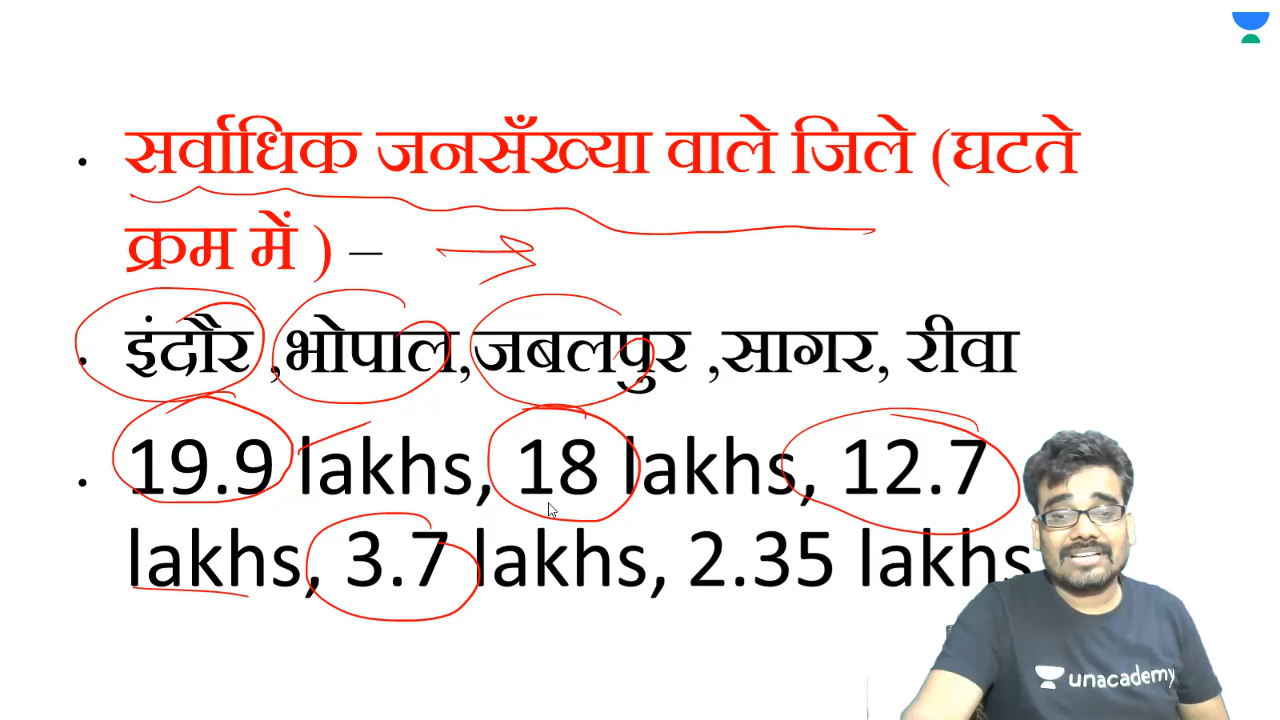 सर्वाधिक जनसँख्या वाले जिले (घटते
क्रम में ) –
इंदौर ,भोपाल,जबलपुर ,सागर, रीवा
19.9 lakhs, 18 lakhs, 12.7
lakhs, 3.7 lakhs, 2.35 lakhs
unacademy